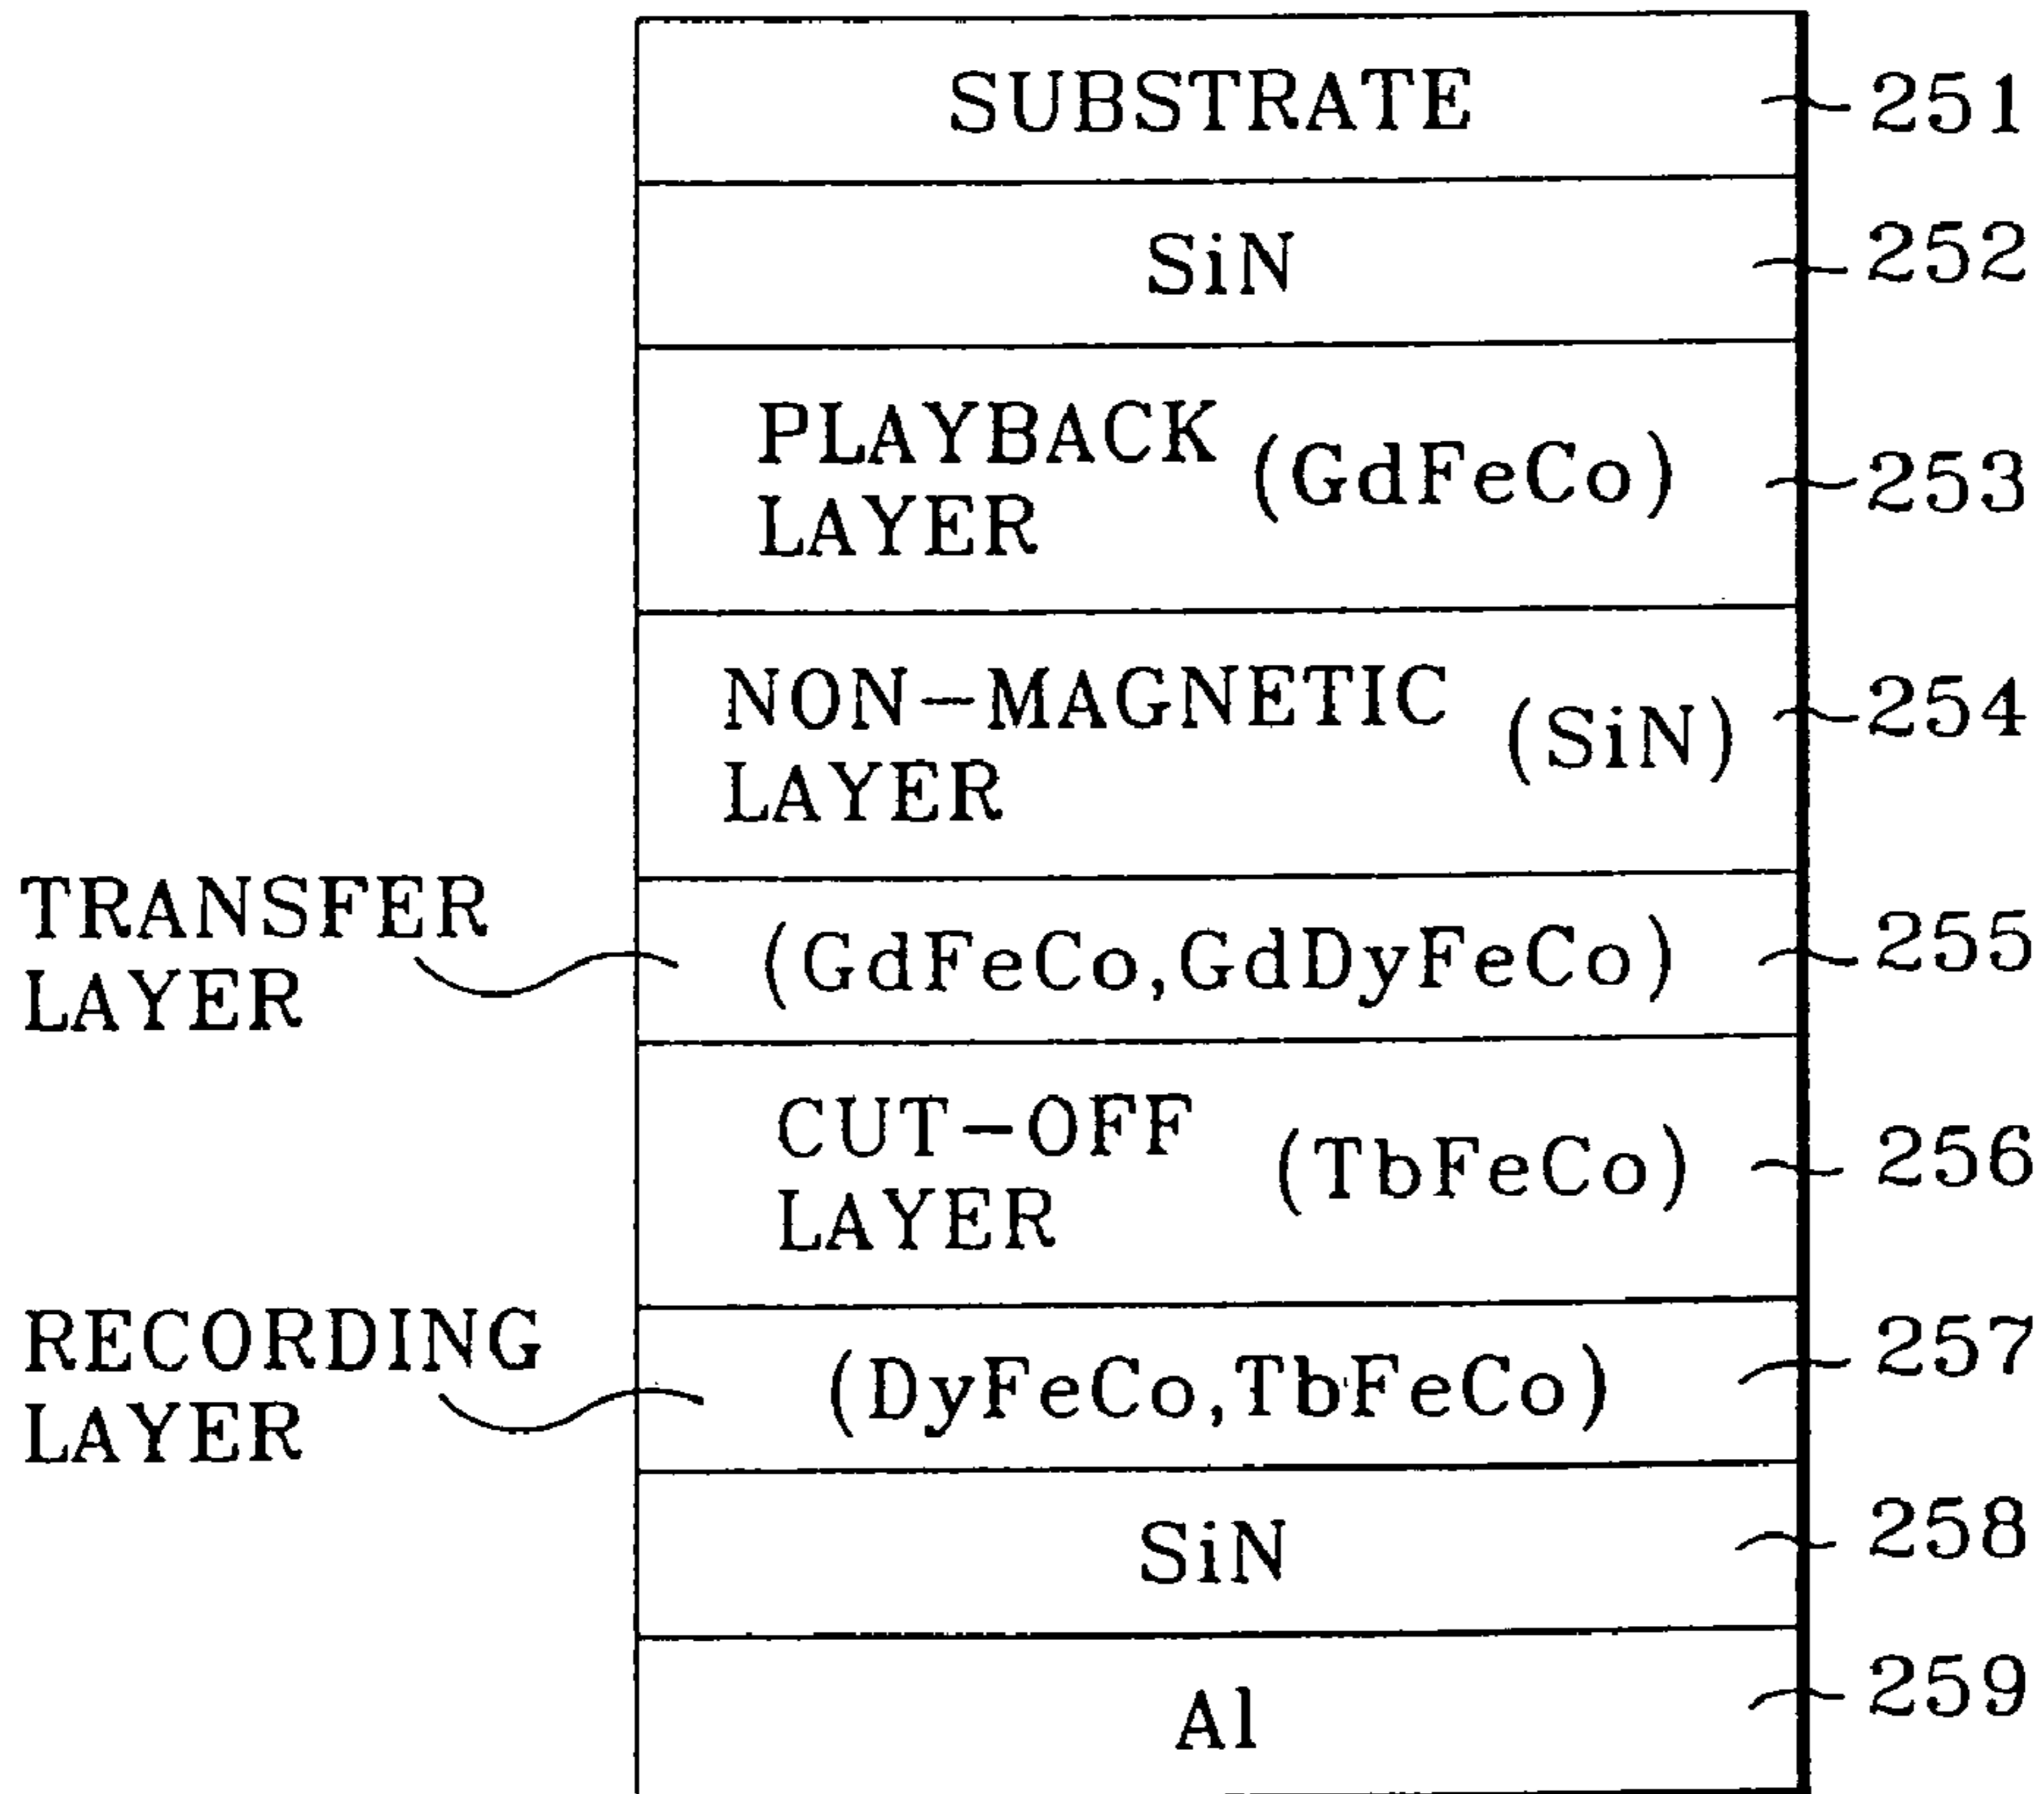 SUBSTRATE
251
SiN
252
PLAYBACK
LAYER
(GdFeCo)
253
NON-MAGNETIC
LAYER
(SiN)
254
TRANSFER
LAYER
(GdFeCo,GdDyFeCo)
255
CUT-OFF
LAYER
(TbFeCo)
256
RECORDING
LAYER
(DyFeCo,TbFeCo)
257
SiN
258
Al
259